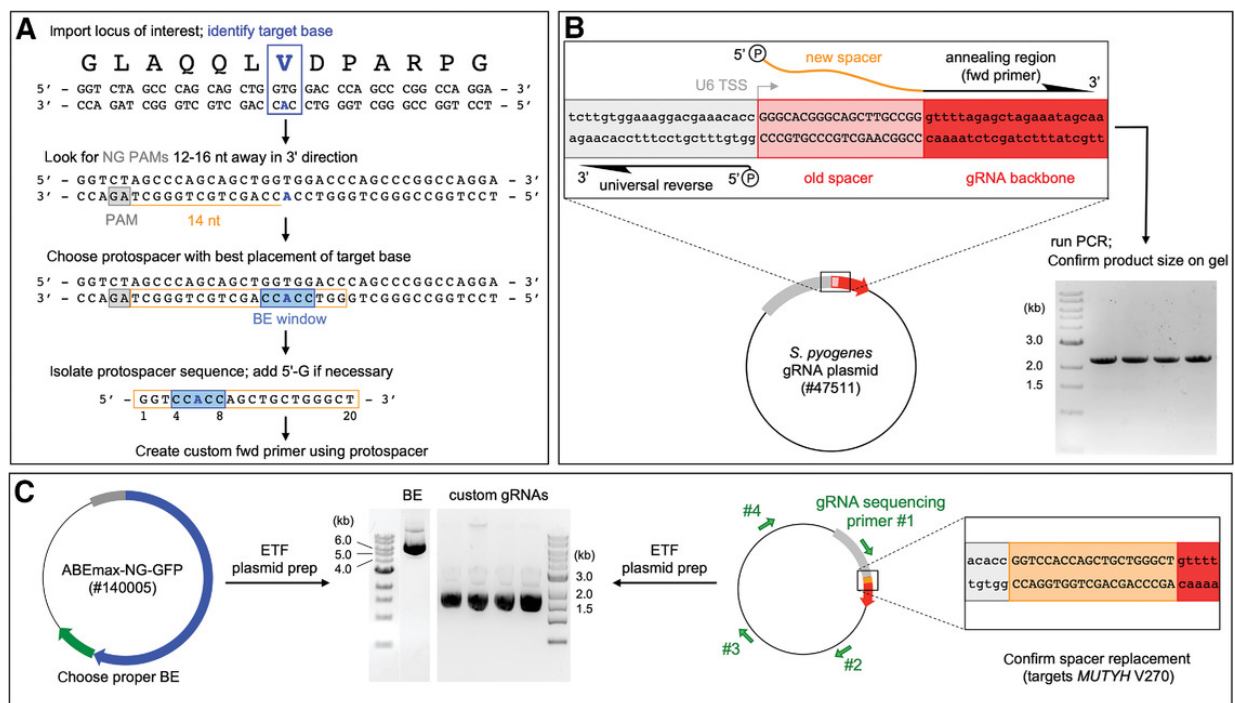 A
Import locus of interest; identify target base
G L A Q Q L V D P A R P G
5' - GGT CTA GCC CAG CAG CTG GTG GAC CCA GCC CGG CCA GGA - 3'
3' - CCA GAT CGG GTC GTC GAC CAC CTG GGT CGG GCC GGT CCT - 5'
Look for NG PAMs 12-16 nt away in 3' direction
5' - GGTCTAGCCCAGCAGCTGGTGGACCCAGCCCGGCCAGGA - 3'
3' - CCAGATCGGGTCGTCGACCACCTGGGTCGGGCCGGTCCT - 5'
PAM
14 nt
Choose protospacer with best placement of target base
5' - GGTCTAGCCCAGCAGCTGGTGGACCCAGCCCGGCCAGGA - 3'
3' - CCAGATCGGGTCGTCGACCACCTGGGTCGGGCCGGTCCT - 5'
BE window
Isolate protospacer sequence; add 5'-G if necessary
5' - GGTCCACCAGCTGCTGGGCT - 3'
1 4 8 20
Create custom fwd primer using protospacer
B
5' P
new spacer
annealing region
(fwd primer)
3'
U6 TSS
tcttgtggaaaggacgaaacacc GGGCACGGGCAGCTTGCCGG gttttagagctagaaatagcaa
agaacacctttcctgctttgtgg CCCGTGCCCGTCGAACGGCC caaaatctcgatctttatcgtt
3'
universal reverse
5' P
old spacer
gRNA backbone
run PCR;
Confirm product size on gel
(kb)
3.0
2.0
1.5
S. pyogenes
gRNA plasmid
(#47511)
C
ABEmax-NG-GFP
(#140005)
Choose proper BE
ETF
plasmid prep
BE
custom gRNAs
(kb)
6.0
5.0
4.0
(kb)
3.0
2.0
1.5
ETF
plasmid prep
gRNA sequencing
primer #1
#4
#3
#2
acacc GGTCCACCAGCTGCTGGGCT gtttt
tgtgg CCAGGTGGTCGACGACCCGA caaaa
Confirm spacer replacement
(targets MUTYH V270)